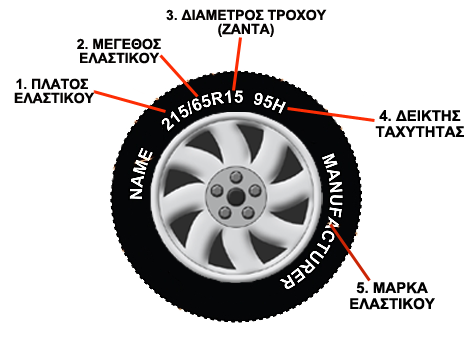 3. ΔΙΑΜΕΤΡΟΣ ΤΡΟΧΟΥ
(ΖΑΝΤΑ)
2. ΜΕΓΕΘΟΣ
ΕΛΑΣΤΙΚΟΥ
1. ΠΛΑΤΟΣ
ΕΛΑΣΤΙΚΟΥ
215/65R15 95H
4. ΔΕΙΚΤΗΣ
ΤΑΧΥΤΗΤΑΣ
NAME
MANUFACTURER
5. ΜΑΡΚΑ
ΕΛΑΣΤΙΚΟΥ